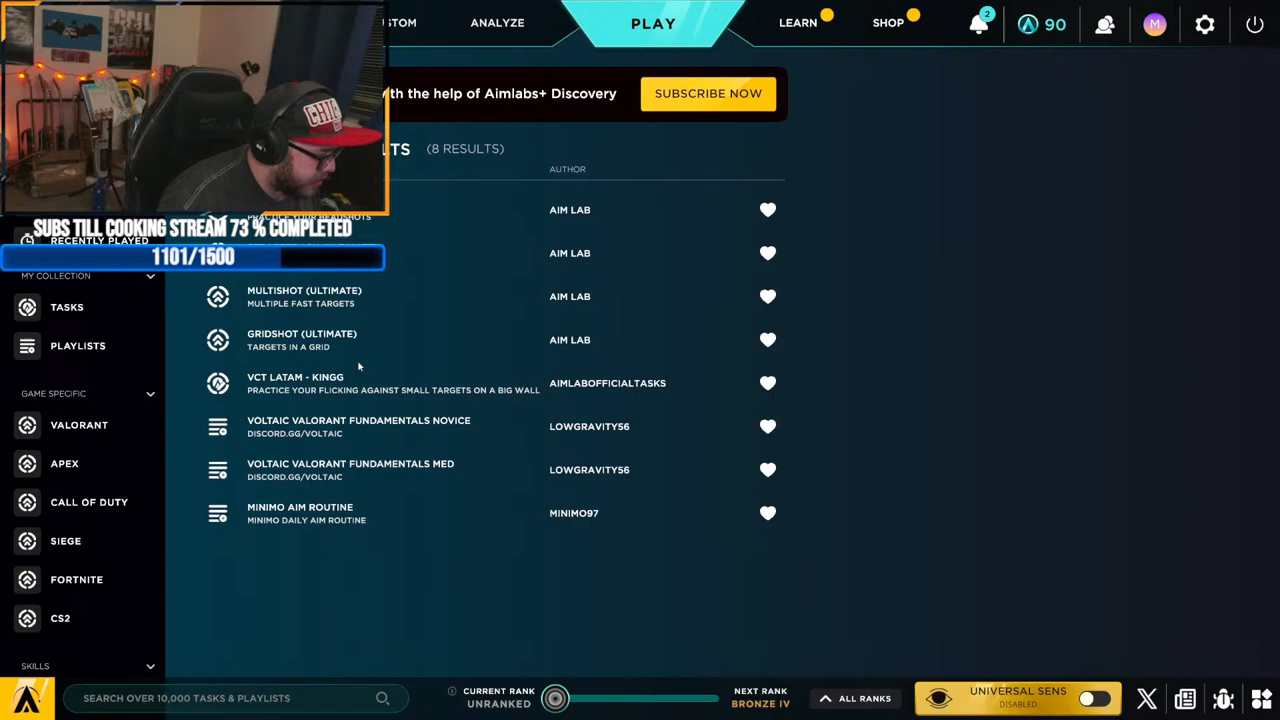 STOM
ANALYZE
PLAY
LEARN
SHOP
2
90
M
th the help of Aimlabs+ Discovery
SUBSCRIBE NOW
LTS
(8 RESULTS)
AUTHOR
CHIC
AIM LAB
PRACTICE YOUR HEADSHOTS
SUBS TILL COOKING STREAM 73 % COMPLETED
RECENTLY PLAYED
1101/1500
AIM LAB
MY COLLECTION
TASKS
PLAYLISTS
GAME SPECIFIC
VALORANT
APEX
CALL OF DUTY
SIEGE
FORTNITE
CS2
SKILLS
MULTISHOT (ULTIMATE)
MULTIPLE FAST TARGETS
AIM LAB
GRIDSHOT (ULTIMATE)
TARGETS IN A GRID
AIM LAB
VCT LATAM - KINGG
PRACTICE YOUR FLICKING AGAINST SMALL TARGETS ON A BIG WALL
AIMLABOFFICIALTASKS
VOLTAIC VALORANT FUNDAMENTALS NOVICE
DISCORD.GG/VOLTAIC
LOWGRAVITY56
VOLTAIC VALORANT FUNDAMENTALS MED
DISCORD.GG/VOLTAIC
LOWGRAVITY56
MINIMO AIM ROUTINE
MINIMO DAILY AIM ROUTINE
MINIMO97
SEARCH OVER 10,000 TASKS & PLAYLISTS
CURRENT RANK
UNRANKED
NEXT RANK
BRONZE IV
ALL RANKS
UNIVERSAL SENS
DISABLED